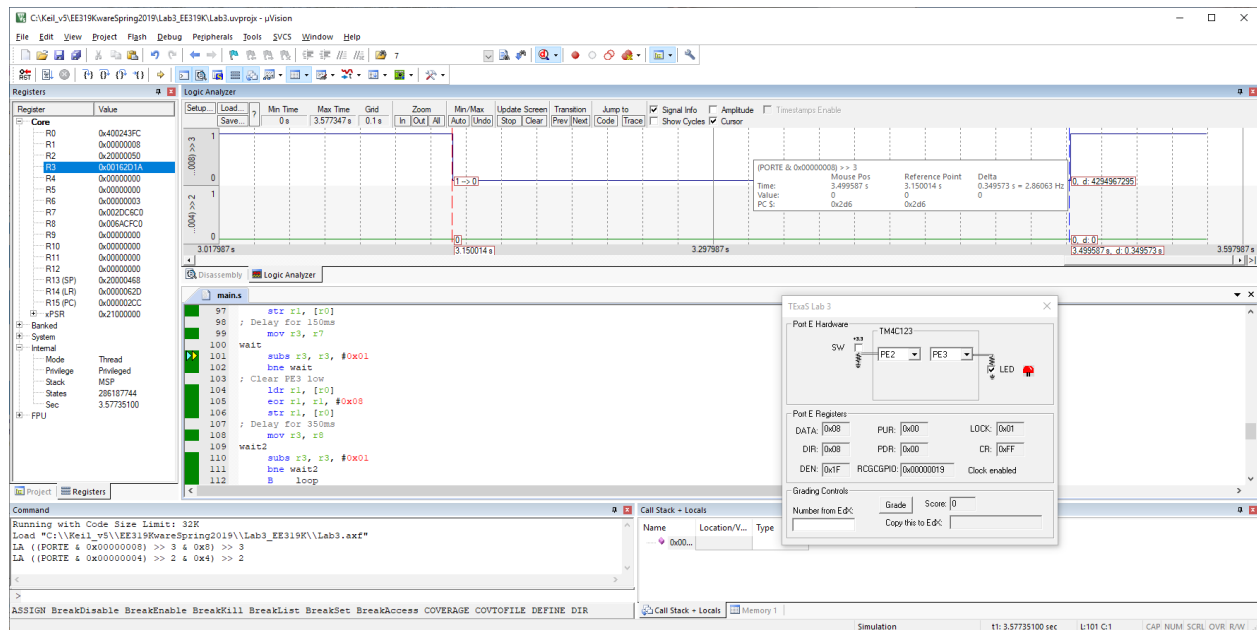 C:\Keil_v5\EE319KwareSpring2019\Lab3_EE319K\Lab3.uvprojx - µVision
File Edit View Project Flash Debug Peripherals Tools SVCS Window Help
7
Registers
Register Value
Core
R0 0x400243FC
R1 0x00000008
R2 0x20000050
R3 0x00162D1A
R4 0x00000000
R5 0x00000000
R6 0x00000003
R7 0x002DC6C0
R8 0x006ACFC0
R9 0x00000000
R10 0x00000000
R11 0x00000000
R12 0x00000000
R13 (SP) 0x20000468
R14 (LR) 0x0000062D
R15 (PC) 0x000002CC
xPSR 0x21000000
Banked
System
Internal
Mode Thread
Privilege Privileged
Stack MSP
States 286187744
Sec 3.57735100
FPU
Project Registers
Logic Analyzer
Setup... Load... Save... ?
Min Time Max Time Grid Zoom Min/Max Update Screen Transition Jump to
0 s 3.577347 s 0.1 s In Out All Auto Undo Stop Clear Prev Next Code Trace
Signal Info Amplitude Timestamps Enable
Show Cycles Cursor
...008) >> 3
1
0
1 --> 0
0, d: 4294967295
...004) >> 2
1
0
0
0, d: 0
3.017987 s 3.150014 s 3.297987 s 3.499587 s, d: 0.349573 s 3.597987 s
(PORTE & 0x00000008) >> 3
Mouse Pos Reference Point Delta
Time: 3.499587 s 3.150014 s 0.349573 s = 2.86063 Hz
Value: 0 0 0
PC $: 0x2d6 0x2d6
Disassembly Logic Analyzer
main.s
97 str r1, [r0]
98 ; Delay for 150ms
99 mov r3, r7
100 wait
101 subs r3, r3, #0x01
102 bne wait
103 ; Clear PE3 low
104 ldr r1, [r0]
105 eor r1, r1, #0x08
106 str r1, [r0]
107 ; Delay for 350ms
108 mov r3, r8
109 wait2
110 subs r3, r3, #0x01
111 bne wait2
112 B loop
TExaS Lab 3
Port E Hardware
TM4C123
+3.3
SW PE2 PE3 LED
Port E Registers
DATA: 0x08 PUR: 0x00 LOCK: 0x01
DIR: 0x08 PDR: 0x00 CR: 0xFF
DEN: 0x1F RCGCGPIO: 0x00000019 Clock enabled
Grading Controls
Number from EdX: Grade Score: 0
Copy this to EdX:
Command
Running with Code Size Limit: 32K
Load "C:\\Keil_v5\\EE319KwareSpring2019\\Lab3_EE319K\\Lab3.axf"
LA ((PORTE & 0x00000008) >> 3 & 0x8) >> 3
LA ((PORTE & 0x00000004) >> 2 & 0x4) >> 2
>
ASSIGN BreakDisable BreakEnable BreakKill BreakList BreakSet BreakAccess COVERAGE COVTOFILE DEFINE DIR
Call Stack + Locals
Name Location/V... Type
0x00...
Call Stack + Locals Memory 1
Simulation t1: 3.57735100 sec L:101 C:1 CAP NUM SCRL OVR R/W